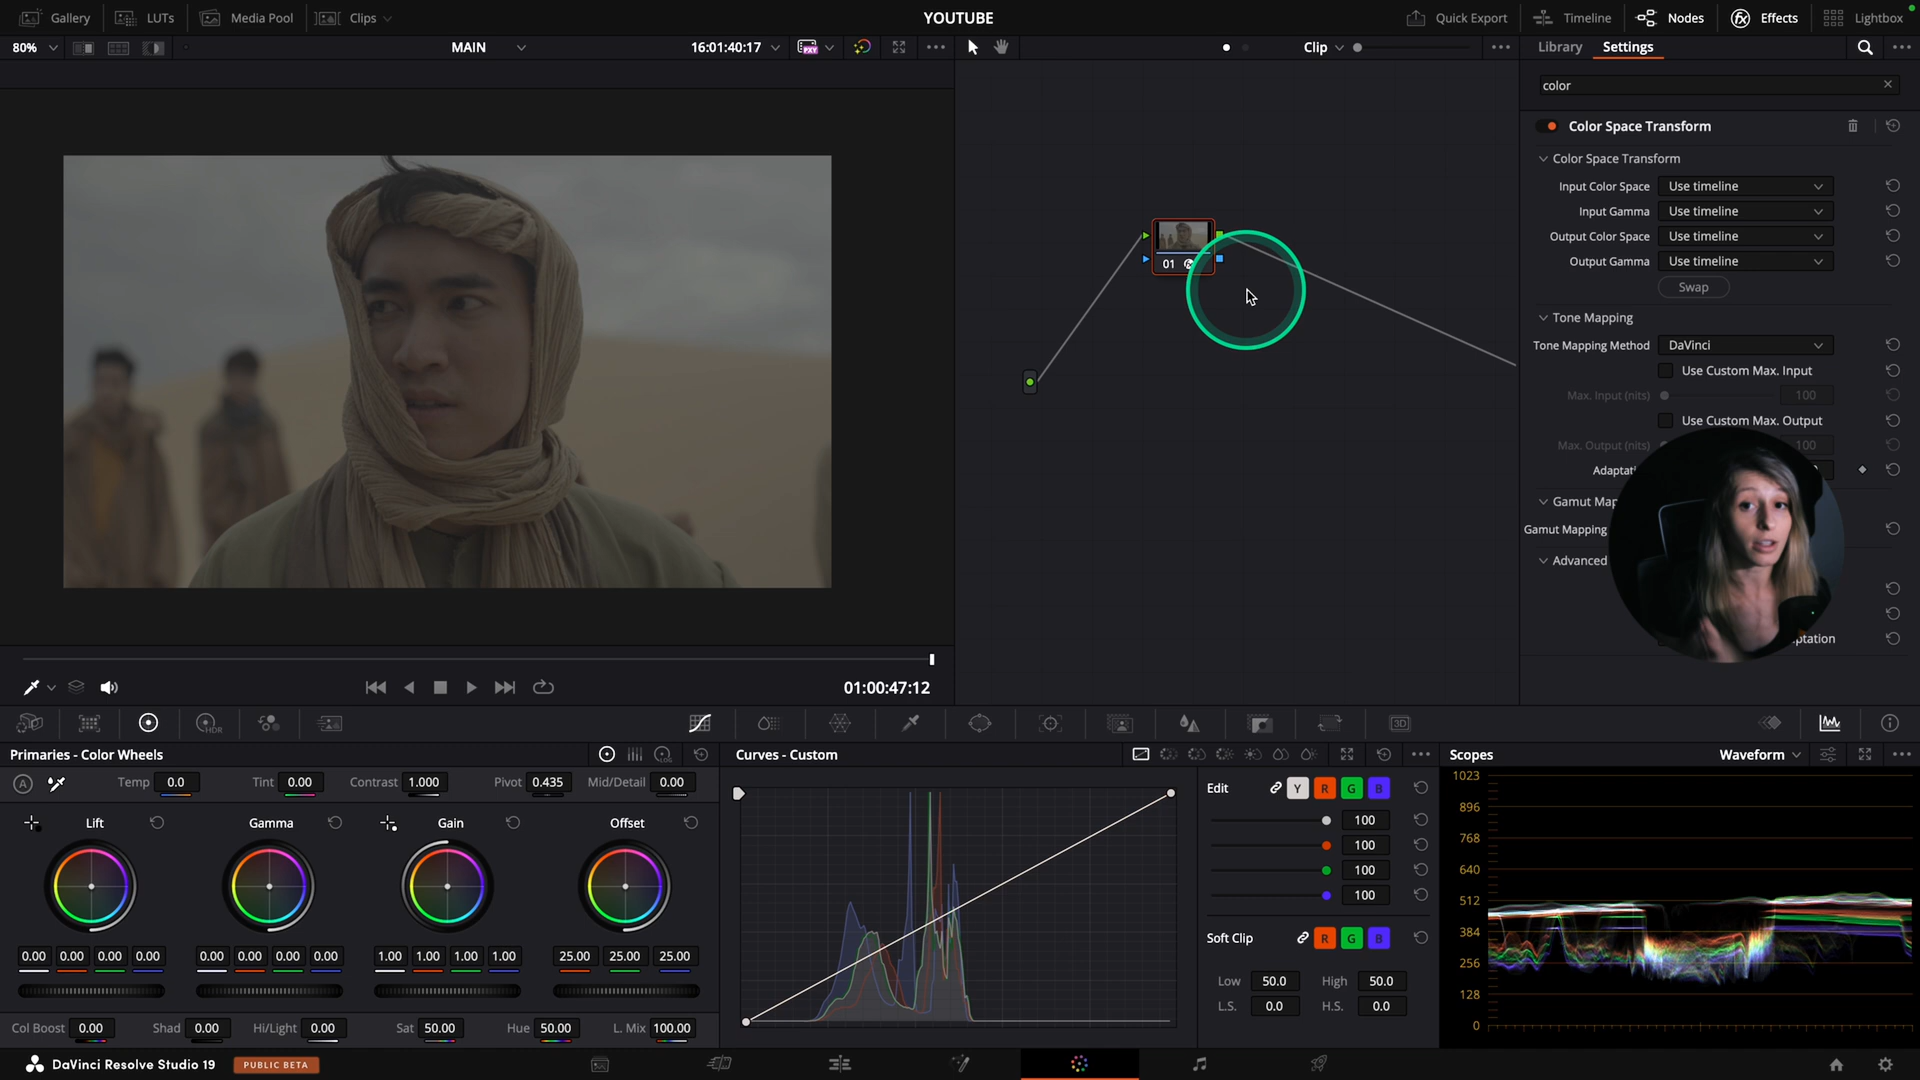 Gallery LUTs Media Pool Clips YOUTUBE Quick Export Timeline Nodes Effects Lightbox
80% MAIN 16:01:40:17 PXY Clip Library Settings
color
Color Space Transform
Color Space Transform
Input Color Space Use timeline
Input Gamma Use timeline
Output Color Space Use timeline
Output Gamma Use timeline
Swap
Tone Mapping
Tone Mapping Method DaVinci
Use Custom Max. Input
Max. Input (nits) 100
Use Custom Max. Output
Max. Output (nits) 100
Gamut Mapping
Advanced
01
01:00:47:12
HDR 3D
Primaries - Color Wheels LOG Curves - Custom Scopes Waveform
A Temp 0.0 Tint 0.00 Contrast 1.000 Pivot 0.435 Mid/Detail 0.00
Lift Gamma Gain Offset
0.00 0.00 0.00 0.00 0.00 0.00 0.00 0.00 1.00 1.00 1.00 1.00 25.00 25.00 25.00
Col Boost 0.00 Shad 0.00 Hi/Light 0.00 Sat 50.00 Hue 50.00 L. Mix 100.00
Edit Y R G B
100
100
100
100
Soft Clip R G B
Low 50.0 High 50.0
L.S. 0.0 H.S. 0.0
1023
896
768
640
512
384
256
128
0
DaVinci Resolve Studio 19 PUBLIC BETA